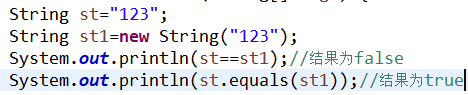 String st="123";
String st1=new String("123");
System.out.println(st==st1);//结果为false
System.out.println(st.equals(st1));//结果为true